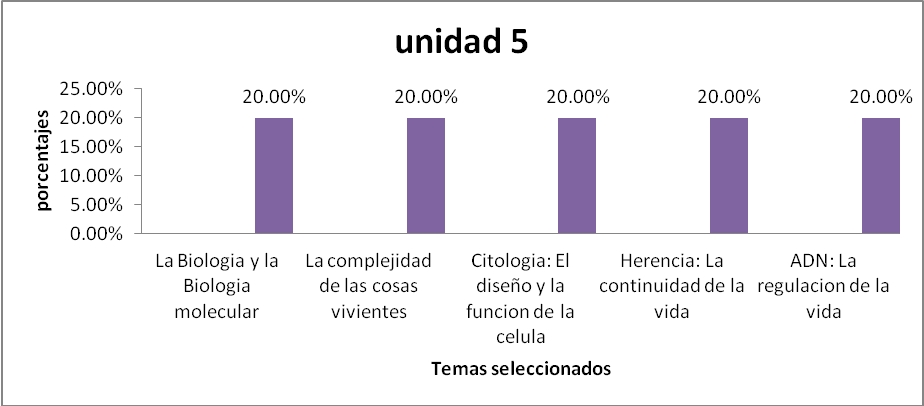 unidad 5
porcentajes
25.00%
20.00%
15.00%
10.00%
5.00%
0.00%
20.00%
20.00%
20.00%
20.00%
20.00%
La Biologia y la
Biologia
molecular
La complejidad
de las cosas
vivientes
Citologia: El
diseño y la
funcion de la
celula
Herencia: La
continuidad de la
vida
ADN: La
regulacion de la
vida
Temas seleccionados